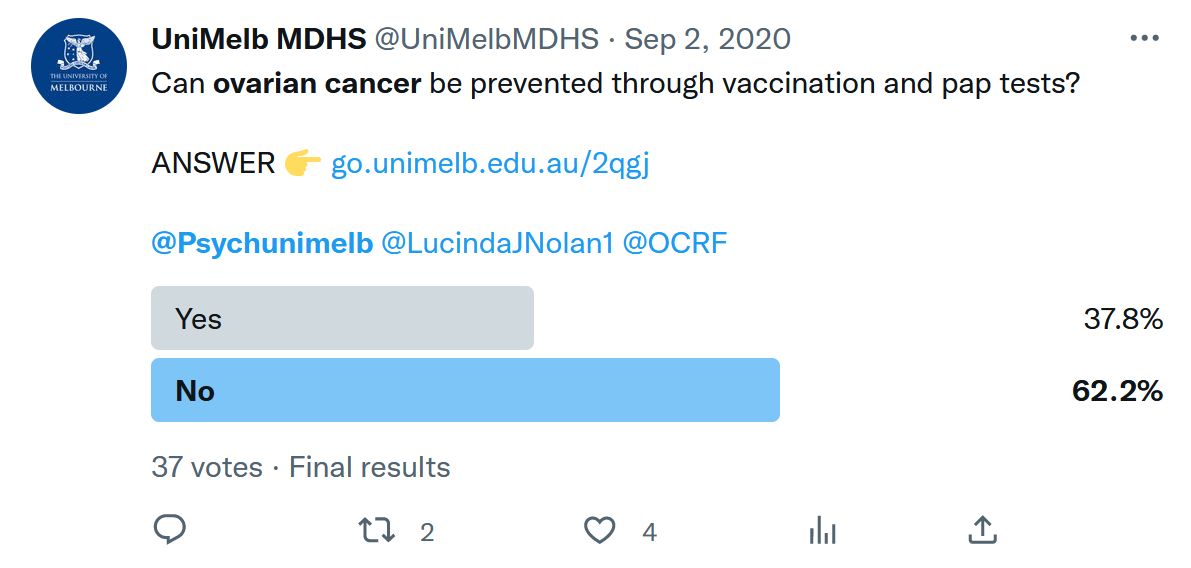 THE UNIVERSITY OF
MELBOURNE
UniMelb MDHS @UniMelbMDHS · Sep 2, 2020
Can ovarian cancer be prevented through vaccination and pap tests?
ANSWER 👉 go.unimelb.edu.au/2qgj
@Psychunimelb @LucindaJNolan1 @OCRF
Yes 37.8%
No 62.2%
37 votes · Final results
2 4